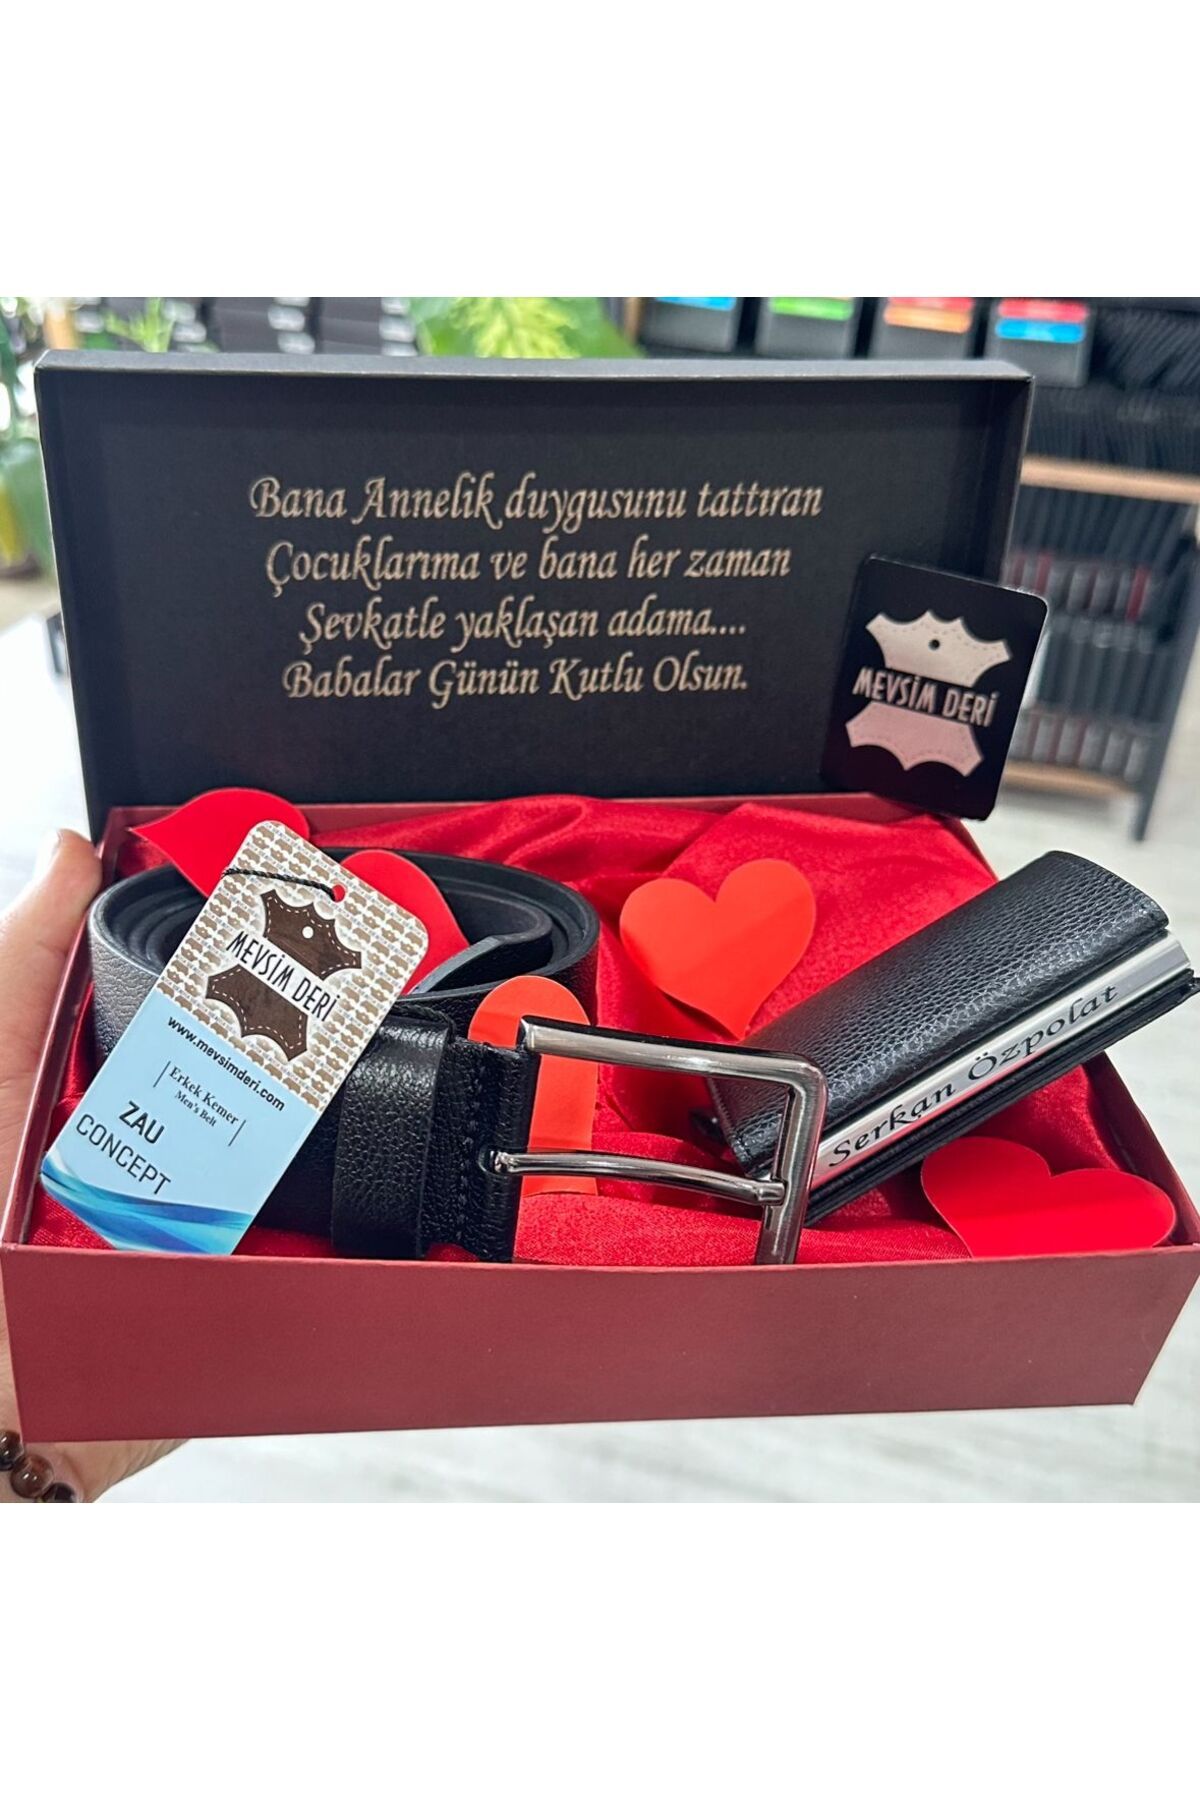 Bana Annelik duygusunu tattıran
Çocuklarıma ve bana her zaman
Şevkatle yaklaşan adama....
Babalar Günün Kutlu Olsun.
MEVSİM DERİ
MEVSİM DERİ
www.mevsimderi.com
Erkek Kemer
Men's Belt
ZAU
CONCEPT
Serkan Özpolat